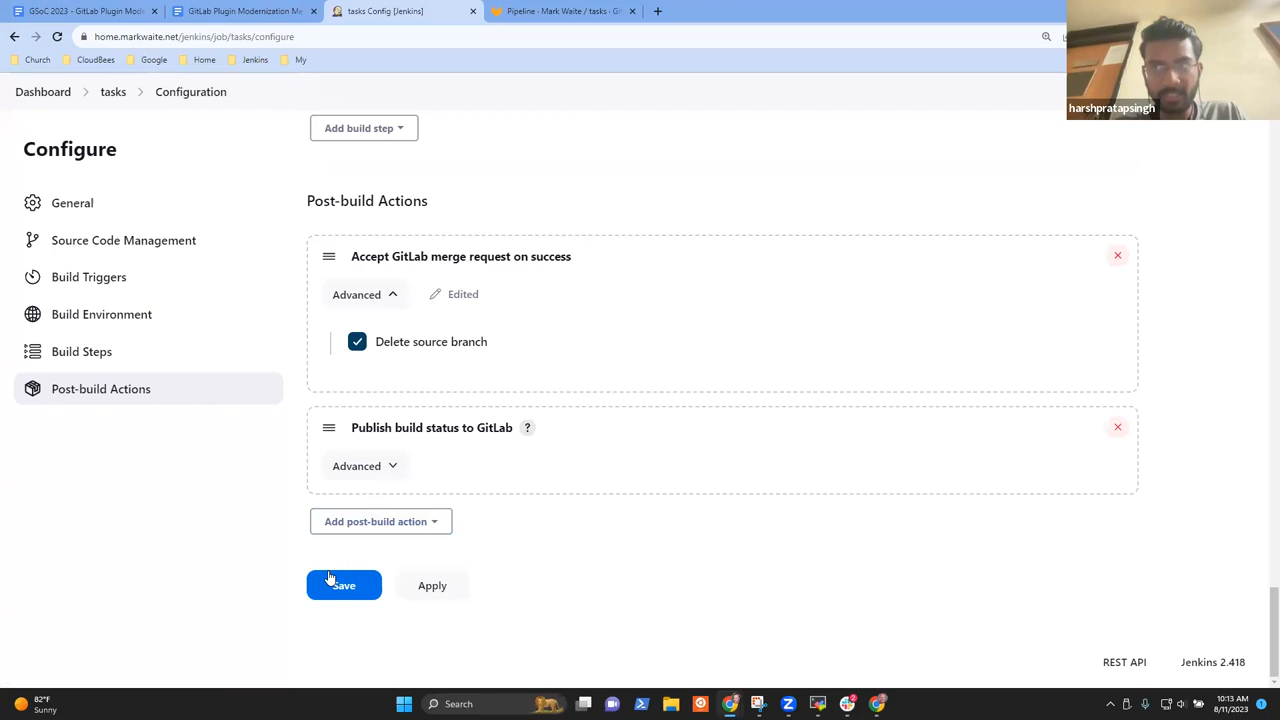 GSoC 2023 - GitLab Plugin Mode
GitLab Plugin Modernization Me
tasks Config [Jenkins]
Pipeline · Mark Waite / tasks · Git
home.markwaite.net/jenkins/job/tasks/configure
Church
CloudBees
Google
Home
Jenkins
My
harshpratapsingh
Dashboard
tasks
Configuration
Configure
General
Source Code Management
Build Triggers
Build Environment
Build Steps
Post-build Actions
Add build step
Post-build Actions
Accept GitLab merge request on success
Advanced
Edited
Delete source branch
Publish build status to GitLab ?
Advanced
Add post-build action
Save
Apply
REST API
Jenkins 2.418
82°F
Sunny
Search
10:13 AM
8/11/2023